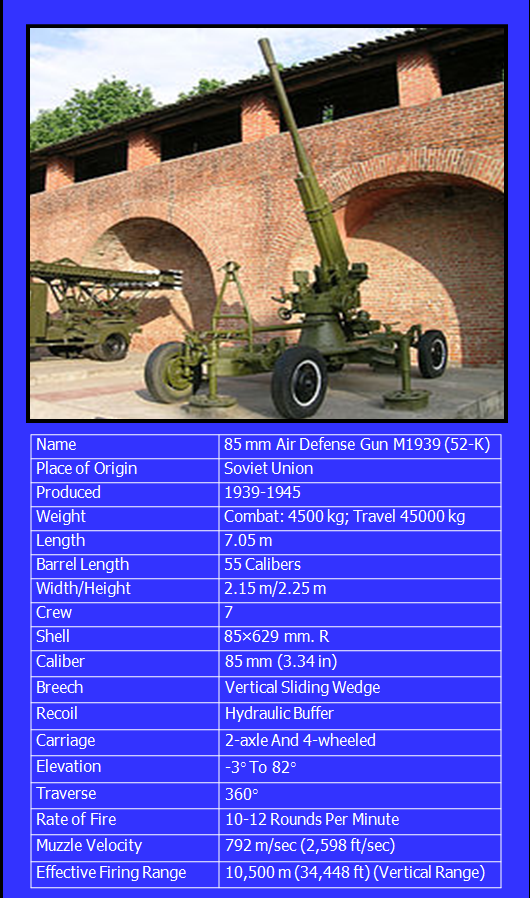 Name 85 mm Air Defense Gun M1939 (52-K)
Place of Origin Soviet Union
Produced 1939-1945
Weight Combat: 4500 kg; Travel 45000 kg
Length 7.05 m
Barrel Length 55 Calibers
Width/Height 2.15 m/2.25 m
Crew 7
Shell 85×629 mm. R
Caliber 85 mm (3.34 in)
Breech Vertical Sliding Wedge
Recoil Hydraulic Buffer
Carriage 2-axle And 4-wheeled
Elevation -3° To 82°
Traverse 360°
Rate of Fire 10-12 Rounds Per Minute
Muzzle Velocity 792 m/sec (2,598 ft/sec)
Effective Firing Range 10,500 m (34,448 ft) (Vertical Range)